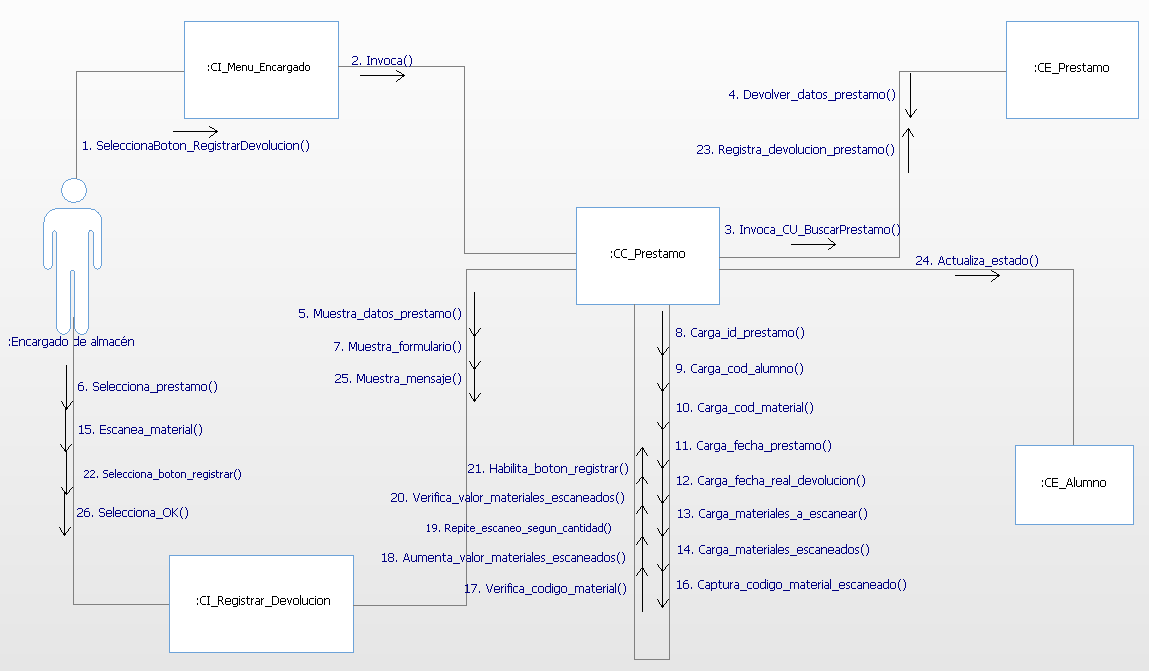 :CI_Menu_Encargado
2. Invoca()
:CE_Prestamo
4. Devolver_datos_prestamo()
1. SeleccionaBoton_RegistrarDevolucion()
23. Registra_devolucion_prestamo()
3. Invoca_CU_BuscarPrestamo()
:CC_Prestamo
24. Actualiza_estado()
5. Muestra_datos_prestamo()
8. Carga_id_prestamo()
:Encargado de almacén
7. Muestra_formulario()
9. Carga_cod_alumno()
25. Muestra_mensaje()
6. Selecciona_prestamo()
10. Carga_cod_material()
15. Escanea_material()
11. Carga_fecha_prestamo()
22. Selecciona_boton_registrar()
21. Habilita_boton_registrar()
12. Carga_fecha_real_devolucion()
:CE_Alumno
20. Verifica_valor_materiales_escaneados()
26. Selecciona_OK()
13. Carga_materiales_a_escanear()
19. Repite_escaneo_segun_cantidad()
14. Carga_materiales_escaneados()
18. Aumenta_valor_materiales_escaneados()
16. Captura_codigo_material_escaneado()
17. Verifica_codigo_material()
:CI_Registrar_Devolucion